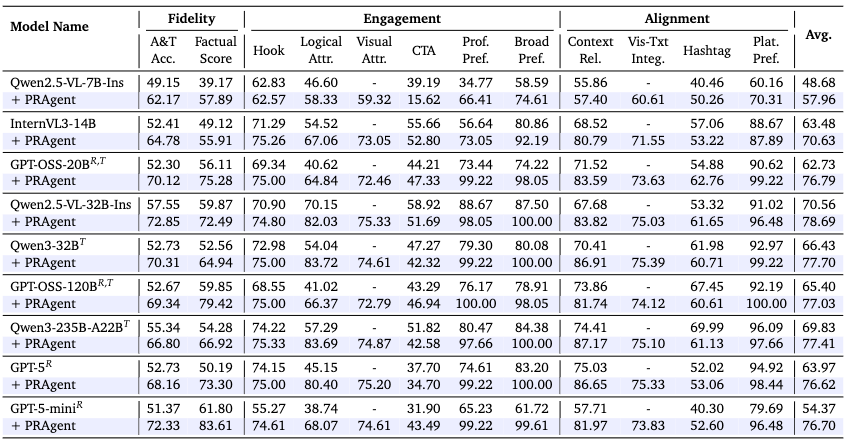 Model Name Fidelity Engagement Alignment Avg.
A&T Acc. Factual Score Hook Logical Attr. Visual Attr. CTA Prof. Pref. Broad Pref. Context Rel. Vis-Txt Integ. Hashtag Plat. Pref.
Qwen2.5-VL-7B-Ins 49.15 39.17 62.83 46.60 - 39.19 34.77 58.59 55.86 - 40.46 60.16 48.68
+ PRAgent 62.17 57.89 62.57 58.33 59.32 15.62 66.41 74.61 57.40 60.61 50.26 70.31 57.96
InternVL3-14B 52.41 49.12 71.29 54.52 - 55.66 56.64 80.86 68.52 - 57.06 88.67 63.48
+ PRAgent 64.78 55.91 75.26 67.06 73.05 52.80 73.05 92.19 80.79 71.55 53.22 87.89 70.63
GPT-OSS-20B^R,T 52.30 56.11 69.34 40.62 - 44.21 73.44 74.22 71.52 - 54.88 90.62 62.73
+ PRAgent 70.12 75.28 75.00 64.84 72.46 47.33 99.22 98.05 83.59 73.63 62.76 99.22 76.79
Qwen2.5-VL-32B-Ins 57.55 59.87 70.90 70.15 - 58.92 88.67 87.50 67.68 - 53.32 91.02 70.56
+ PRAgent 72.85 72.49 74.80 82.03 75.33 51.69 98.05 100.00 83.82 75.03 61.65 96.48 78.69
Qwen3-32B^T 52.73 52.56 72.98 54.04 - 47.27 79.30 80.08 70.41 - 61.98 92.97 66.43
+ PRAgent 70.31 64.94 75.00 83.72 74.61 42.32 99.22 100.00 86.91 75.39 60.71 99.22 77.70
GPT-OSS-120B^R,T 52.67 59.85 68.55 41.02 - 43.29 76.17 78.91 73.86 - 67.45 92.19 65.40
+ PRAgent 69.34 79.42 75.00 66.37 72.79 46.94 100.00 98.05 81.74 74.12 60.61 100.00 77.03
Qwen3-235B-A22B^T 55.34 54.28 74.22 57.29 - 51.82 80.47 84.38 74.41 - 69.99 96.09 69.83
+ PRAgent 66.80 66.92 75.33 83.69 74.87 42.58 97.66 100.00 87.17 75.10 61.13 97.66 77.41
GPT-5^R 52.73 50.19 74.15 45.15 - 37.70 74.61 83.20 75.03 - 52.02 94.92 63.97
+ PRAgent 68.16 73.30 75.00 80.40 75.20 34.70 99.22 100.00 86.65 75.33 53.06 98.44 76.62
GPT-5-mini^R 51.37 61.80 55.27 38.74 - 31.90 65.23 61.72 57.71 - 40.30 79.69 54.37
+ PRAgent 72.33 83.61 74.61 68.07 74.61 43.49 99.22 99.61 81.97 73.83 52.60 96.48 76.70